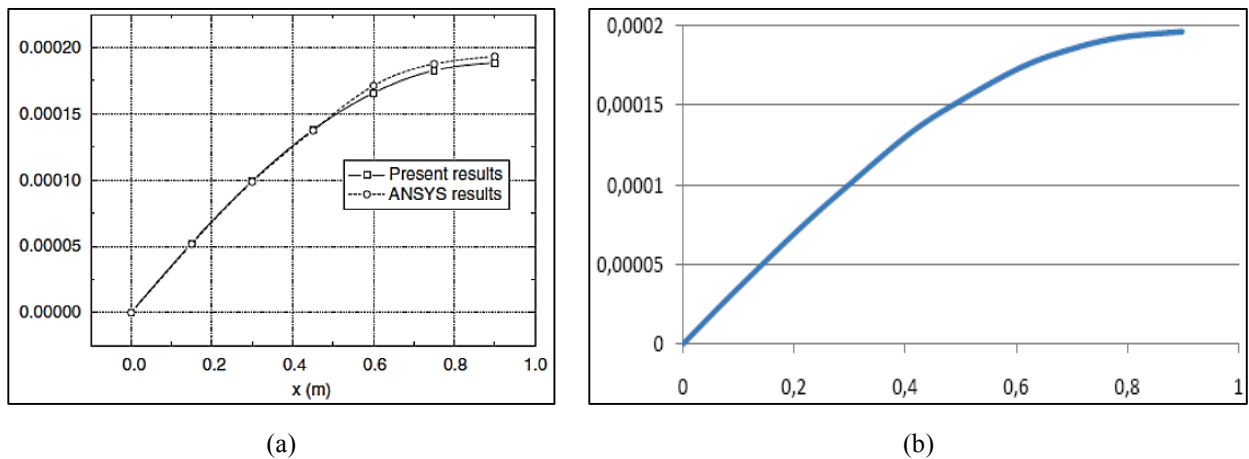 0.00020
0.00015
0.00010
0.00005
0.00000
Present results
ANSYS results
0.0 0.2 0.4 0.6 0.8 1.0
x (m)
(a)
0,0002
0,00015
0,0001
0,00005
0
0 0,2 0,4 0,6 0,8 1
(b)